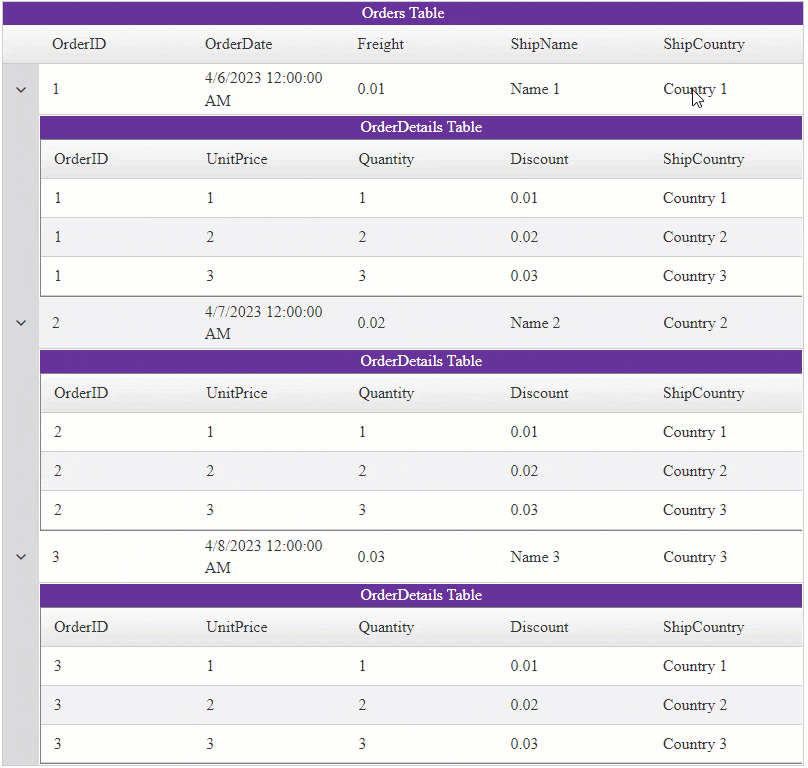 Orders Table
OrderID OrderDate Freight ShipName ShipCountry
1 4/6/2023 12:00:00 AM 0.01 Name 1 Country 1
OrderDetails Table
OrderID UnitPrice Quantity Discount ShipCountry
1 1 1 0.01 Country 1
1 2 2 0.02 Country 2
1 3 3 0.03 Country 3
2 4/7/2023 12:00:00 AM 0.02 Name 2 Country 2
OrderDetails Table
OrderID UnitPrice Quantity Discount ShipCountry
2 1 1 0.01 Country 1
2 2 2 0.02 Country 2
2 3 3 0.03 Country 3
3 4/8/2023 12:00:00 AM 0.03 Name 3 Country 3
OrderDetails Table
OrderID UnitPrice Quantity Discount ShipCountry
3 1 1 0.01 Country 1
3 2 2 0.02 Country 2
3 3 3 0.03 Country 3